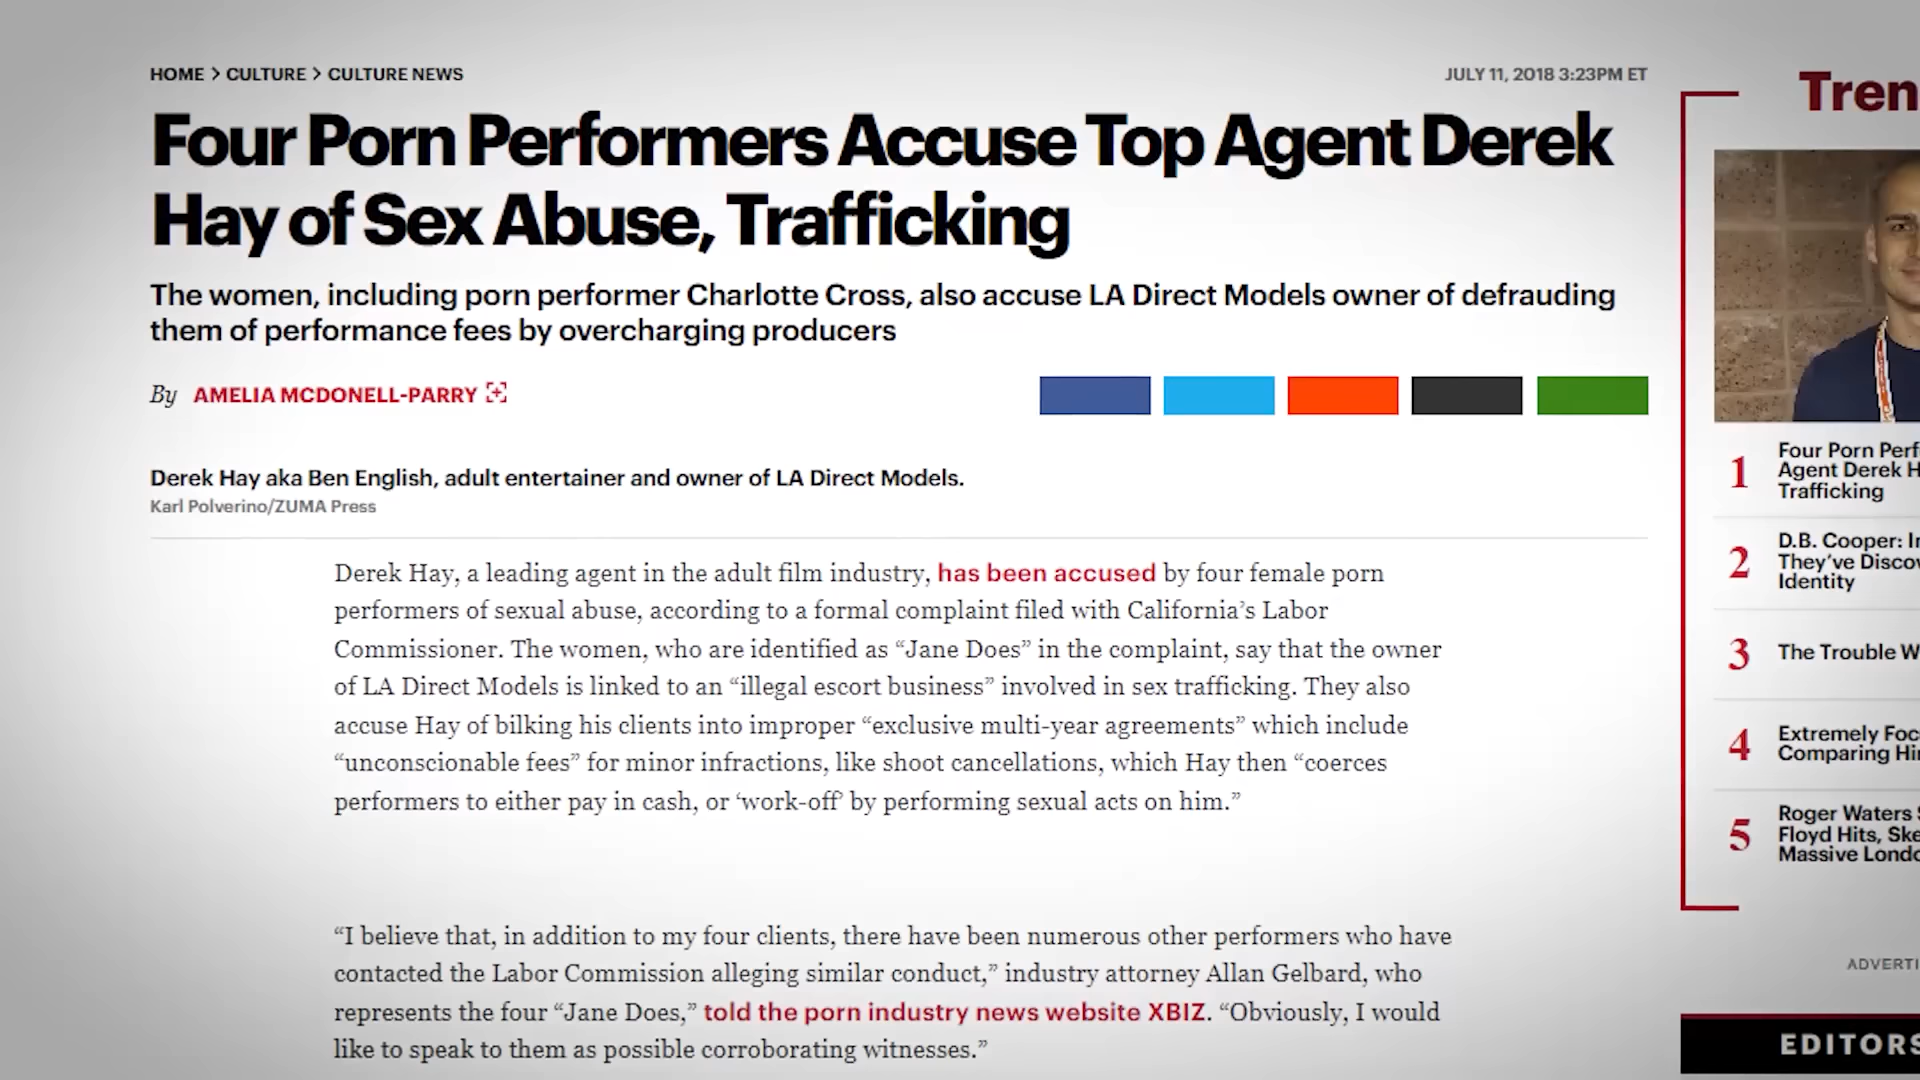 HOME > CULTURE > CULTURE NEWS
JULY 11, 2018 3:23PM ET
Four Porn Performers Accuse Top Agent Derek
Hay of Sex Abuse, Trafficking
The women, including porn performer Charlotte Cross, also accuse LA Direct Models owner of defrauding
them of performance fees by overcharging producers
By AMELIA MCDONELL-PARRY
Derek Hay aka Ben English, adult entertainer and owner of LA Direct Models.
Karl Polverino/ZUMA Press
Derek Hay, a leading agent in the adult film industry, has been accused by four female porn
performers of sexual abuse, according to a formal complaint filed with California’s Labor
Commissioner. The women, who are identified as “Jane Does” in the complaint, say that the owner
of LA Direct Models is linked to an “illegal escort business” involved in sex trafficking. They also
accuse Hay of bilking his clients into improper “exclusive multi-year agreements” which include
“unconscionable fees” for minor infractions, like shoot cancellations, which Hay then “coerces
performers to either pay in cash, or ‘work-off’ by performing sexual acts on him.”
“I believe that, in addition to my four clients, there have been numerous other performers who have
contacted the Labor Commission alleging similar conduct,” industry attorney Allan Gelbard, who
represents the four “Jane Does,” told the porn industry news website XBIZ. “Obviously, I would
like to speak to them as possible corroborating witnesses.”
Tren
1
Four Porn Perf
Agent Derek H
Trafficking
2
D.B. Cooper: I
They’ve Disco
Identity
3
The Trouble W
4
Extremely Foc
Comparing Hi
5
Roger Waters
Floyd Hits, Ske
Massive Londo
ADVERTI
EDITORS